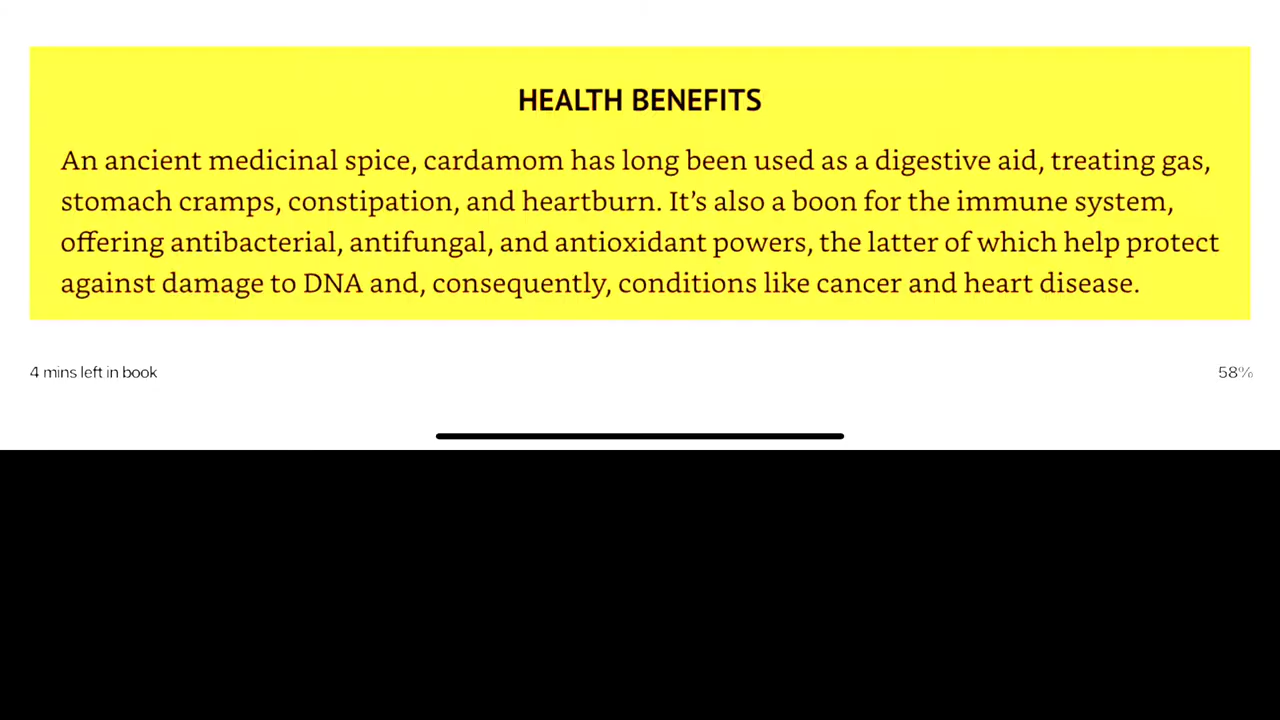 HEALTH BENEFITS
An ancient medicinal spice, cardamom has long been used as a digestive aid, treating gas,
stomach cramps, constipation, and heartburn. It’s also a boon for the immune system,
offering antibacterial, antifungal, and antioxidant powers, the latter of which help protect
against damage to DNA and, consequently, conditions like cancer and heart disease.
4 mins left in book
58%